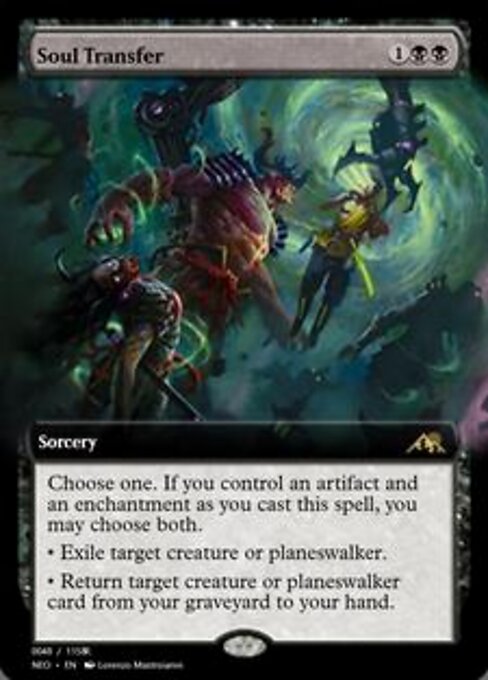 Soul Transfer 1
Sorcery
Choose one. If you control an artifact and
an enchantment as you cast this spell, you
may choose both.
• Exile target creature or planeswalker.
• Return target creature or planeswalker
card from your graveyard to your hand.
NEO • EN Lorenzo Mastroianni